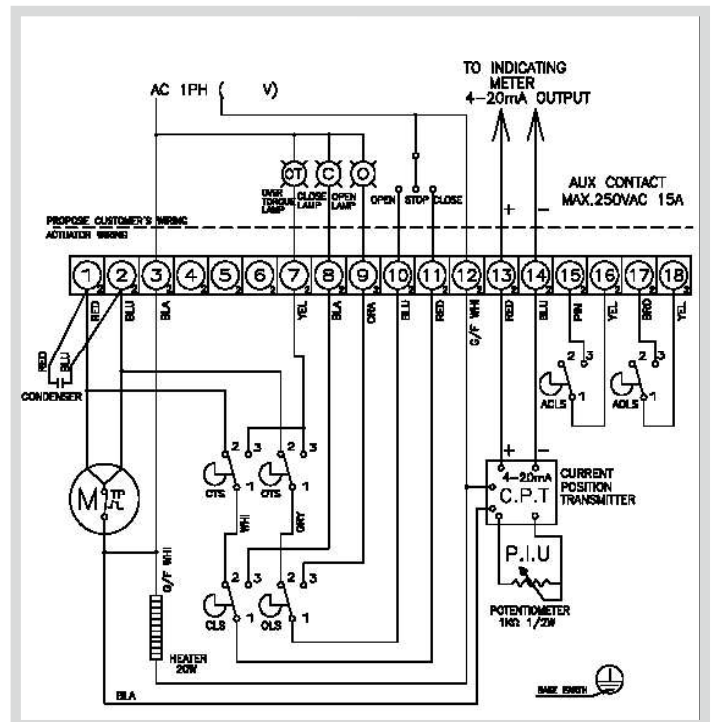 AC 1PH ( V)
TO INDICATING
METER
4-20mA OUTPUT
OT C O
OVER
TORQUE
LAMP
CLOSE
LAMP
OPEN
LAMP
OPEN STOP CLOSE
+ -
AUX CONTACT
MAX.250VAC 15A
PROPOSE CUSTOMER'S WIRING
ACTUATOR WIRING
1 2 3 4 5 6 7 8 9 10 11 12 13 14 15 16 17 18
RED BLU BLA YEL BLA ORA BLU RED G/F WHI RED BLU PIN YEL BRO YEL
RED BLU
CONDENSER
2 3
1
ACLS
2 3
1
AOLS
2 3
1
CTS
2 3
1
OTS
+ -
4-20mA
C.P.T
CURRENT
POSITION
TRANSMITTER
M TP
WHI GRY
G/F WHI
P.I.U
2 3
1
CLS
2 3
1
OLS
POTENTIOMETER
1KΩ 1/2W
HEATER
20W
BLA
BASE EARTH